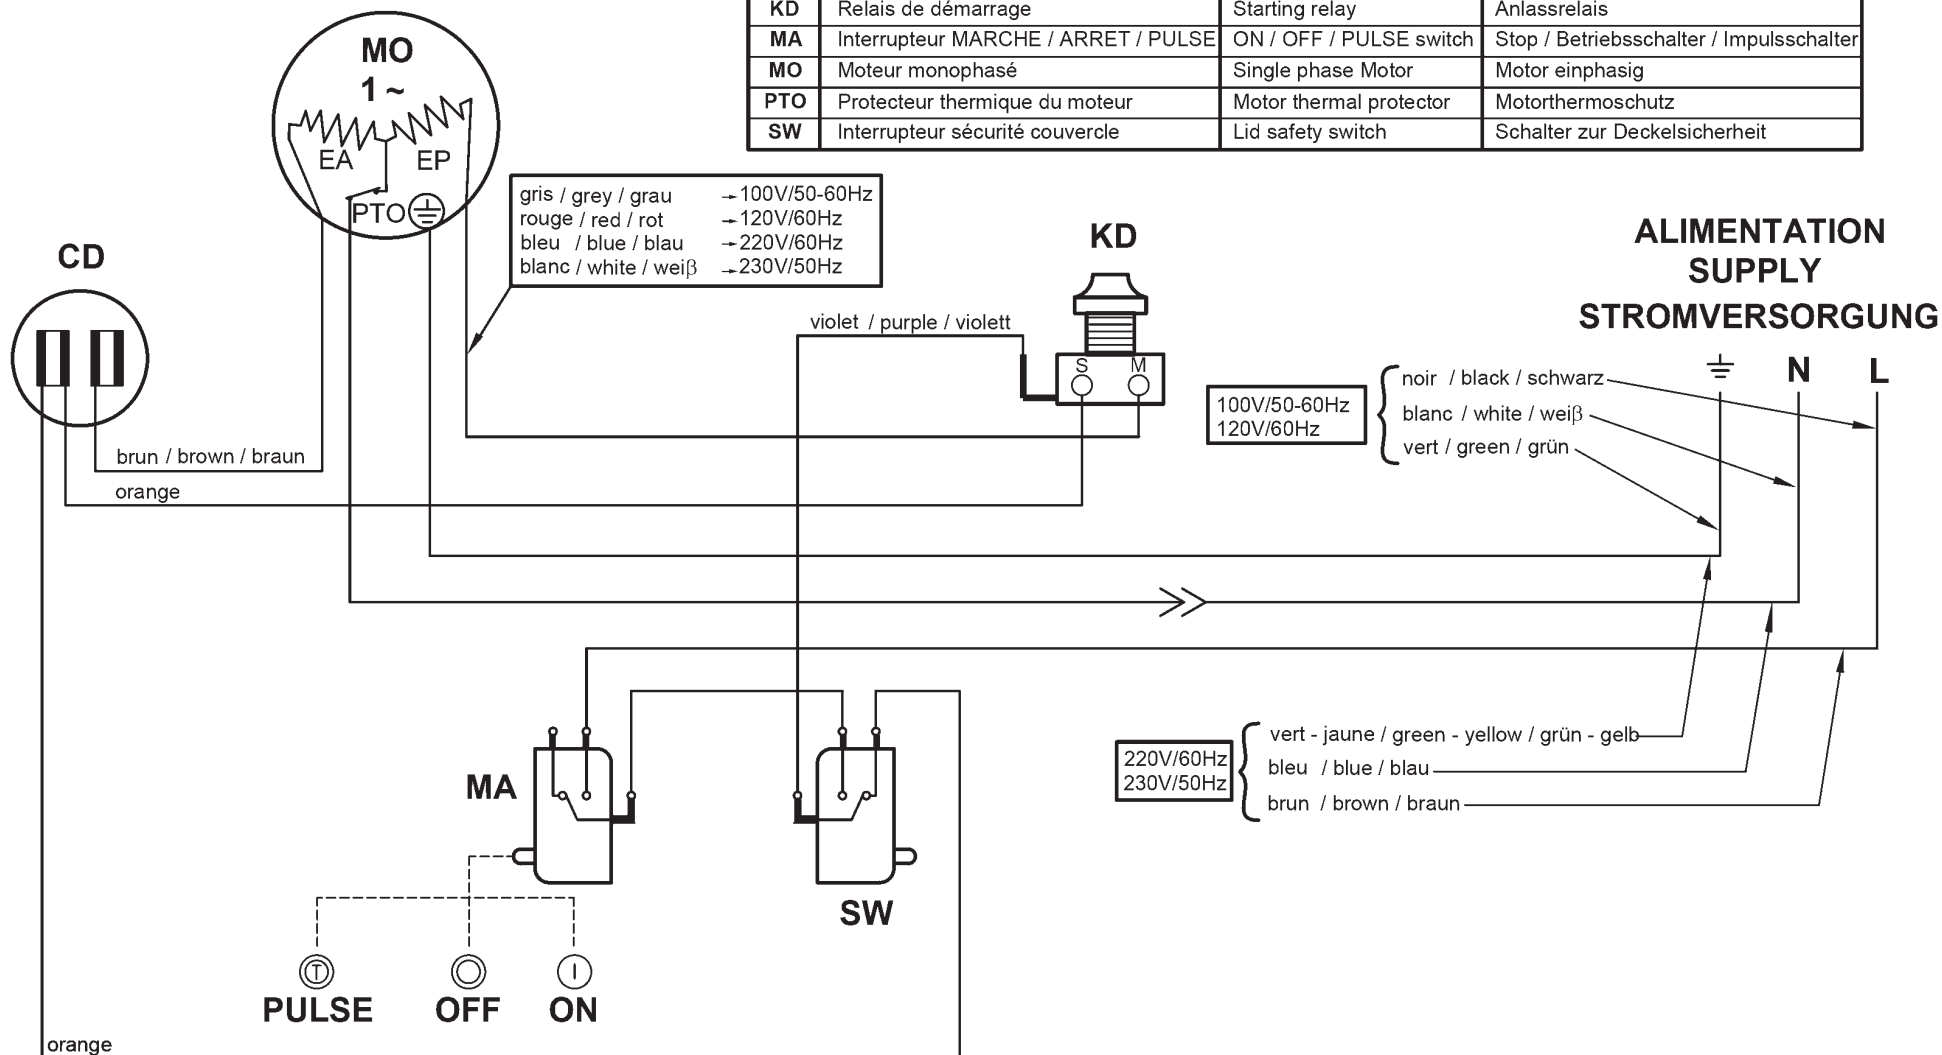 KD Relais de démarrage Starting relay Anlassrelais
MA Interrupteur MARCHE / ARRET / PULSE ON / OFF / PULSE switch Stop / Betriebsschalter / Impulsschalter
MO Moteur monophasé Single phase Motor Motor einphasig
PTO Protecteur thermique du moteur Motor thermal protector Motorthermoschutz
SW Interrupteur sécurité couvercle Lid safety switch Schalter zur Deckelsicherheit
MO
1 ~
EA EP
PTO
gris / grey / grau →100V/50-60Hz
rouge / red / rot →120V/60Hz
bleu / blue / blau →220V/60Hz
blanc / white / weiβ →230V/50Hz
CD
KD
S M
violet / purple / violett
ALIMENTATION
SUPPLY
STROMVERSORGUNG
N L
100V/50-60Hz
120V/60Hz
noir / black / schwarz
blanc / white / weiβ
vert / green / grün
brun / brown / braun
orange
MA
SW
220V/60Hz
230V/50Hz
vert - jaune / green - yellow / grün - gelb
bleu / blue / blau
brun / brown / braun
T I
PULSE OFF ON
orange